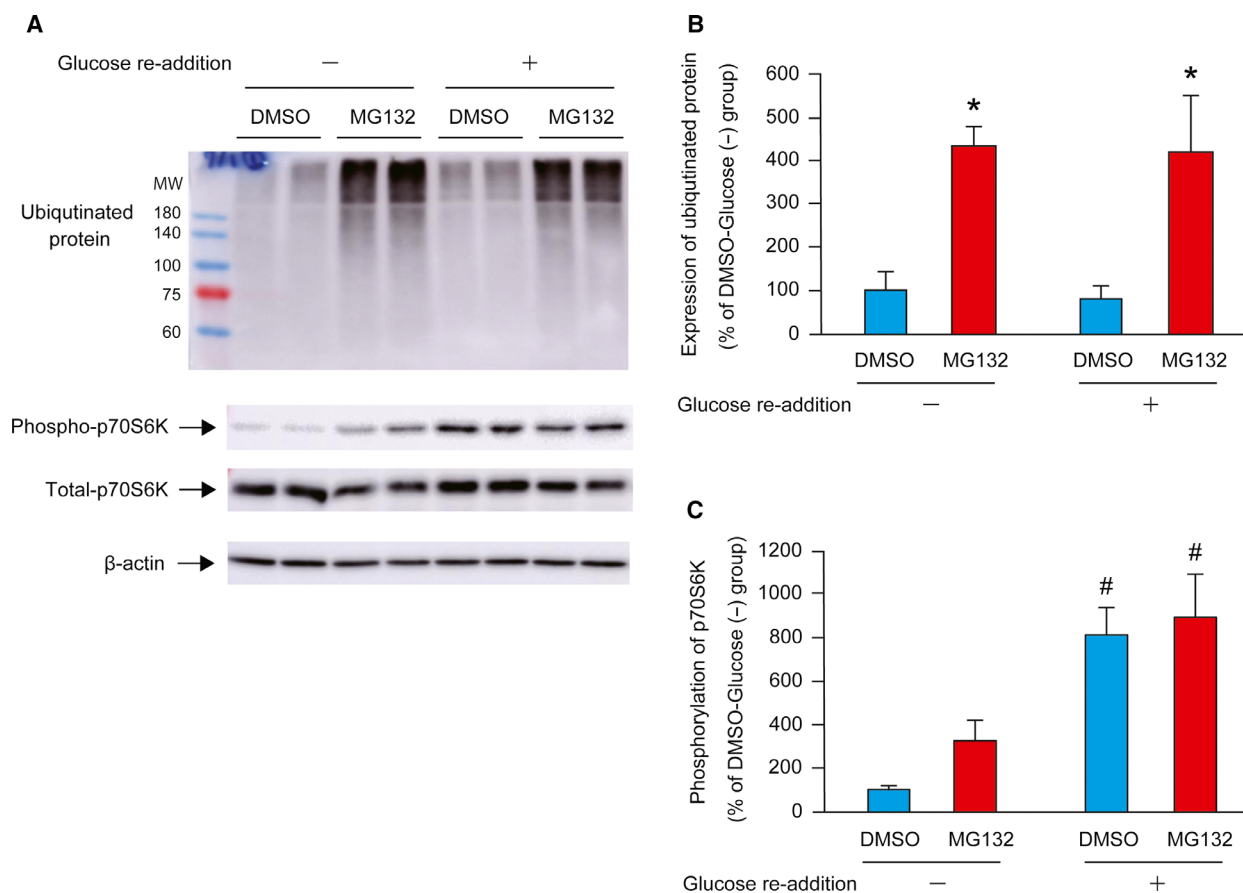 A
Glucose re-addition − +
DMSO MG132 DMSO MG132
MW
Ubiqutinated
protein
180
140
100
75
60
Phospho-p70S6K
Total-p70S6K
β-actin
B
Expression of ubiqutinated protein
(% of DMSO-Glucose (−) group)
600
500
400
300
200
100
0
* *
DMSO MG132 DMSO MG132
Glucose re-addition − +
C
Phosphorylation of p70S6K
(% of DMSO-Glucose (−) group)
1200
1000
800
600
400
200
0
# #
DMSO MG132 DMSO MG132
Glucose re-addition − +